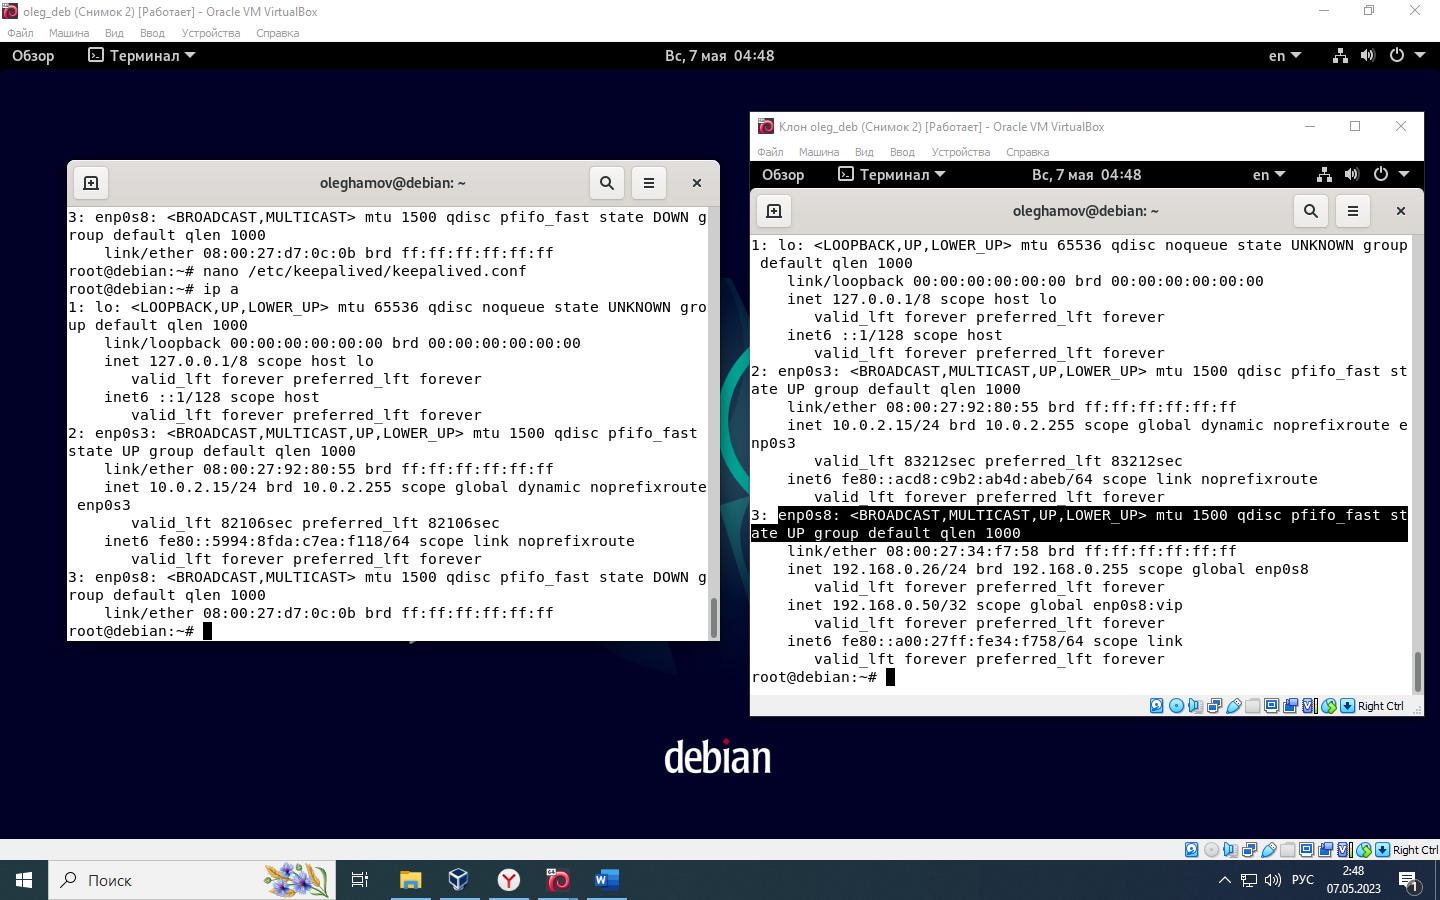 oleg_deb (Снимок 2) [Работает] - Oracle VM VirtualBox
Файл Машина Вид Ввод Устройства Справка
Обзор Терминал Вс, 7 мая 04:48 en
oleghamov@debian: ~
3: enp0s8: <BROADCAST,MULTICAST> mtu 1500 qdisc pfifo_fast state DOWN g
roup default qlen 1000
link/ether 08:00:27:d7:0c:0b brd ff:ff:ff:ff:ff:ff
root@debian:~# nano /etc/keepalived/keepalived.conf
root@debian:~# ip a
1: lo: <LOOPBACK,UP,LOWER_UP> mtu 65536 qdisc noqueue state UNKNOWN gro
up default qlen 1000
link/loopback 00:00:00:00:00:00 brd 00:00:00:00:00:00
inet 127.0.0.1/8 scope host lo
valid_lft forever preferred_lft forever
inet6 ::1/128 scope host
valid_lft forever preferred_lft forever
2: enp0s3: <BROADCAST,MULTICAST,UP,LOWER_UP> mtu 1500 qdisc pfifo_fast
state UP group default qlen 1000
link/ether 08:00:27:92:80:55 brd ff:ff:ff:ff:ff:ff
inet 10.0.2.15/24 brd 10.0.2.255 scope global dynamic noprefixroute
enp0s3
valid_lft 82106sec preferred_lft 82106sec
inet6 fe80::5994:8fda:c7ea:f118/64 scope link noprefixroute
valid_lft forever preferred_lft forever
3: enp0s8: <BROADCAST,MULTICAST> mtu 1500 qdisc pfifo_fast state DOWN g
roup default qlen 1000
link/ether 08:00:27:d7:0c:0b brd ff:ff:ff:ff:ff:ff
root@debian:~#
Клон oleg_deb (Снимок 2) [Работает] - Oracle VM VirtualBox
Файл Машина Вид Ввод Устройства Справка
Обзор Терминал Вс, 7 мая 04:48 en
oleghamov@debian: ~
1: lo: <LOOPBACK,UP,LOWER_UP> mtu 65536 qdisc noqueue state UNKNOWN group
default qlen 1000
link/loopback 00:00:00:00:00:00 brd 00:00:00:00:00:00
inet 127.0.0.1/8 scope host lo
valid_lft forever preferred_lft forever
inet6 ::1/128 scope host
valid_lft forever preferred_lft forever
2: enp0s3: <BROADCAST,MULTICAST,UP,LOWER_UP> mtu 1500 qdisc pfifo_fast st
ate UP group default qlen 1000
link/ether 08:00:27:92:80:55 brd ff:ff:ff:ff:ff:ff
inet 10.0.2.15/24 brd 10.0.2.255 scope global dynamic noprefixroute e
np0s3
valid_lft 83212sec preferred_lft 83212sec
inet6 fe80::acd8:c9b2:ab4d:abeb/64 scope link noprefixroute
valid_lft forever preferred_lft forever
3: enp0s8: <BROADCAST,MULTICAST,UP,LOWER_UP> mtu 1500 qdisc pfifo_fast st
ate UP group default qlen 1000
link/ether 08:00:27:34:f7:58 brd ff:ff:ff:ff:ff:ff
inet 192.168.0.26/24 brd 192.168.0.255 scope global enp0s8
valid_lft forever preferred_lft forever
inet 192.168.0.50/32 scope global enp0s8:vip
valid_lft forever preferred_lft forever
inet6 fe80::a00:27ff:fe34:f758/64 scope link
valid_lft forever preferred_lft forever
root@debian:~#
Right Ctrl
debian
Right Ctrl
Поиск
РУС
2:48
07.05.2023
1